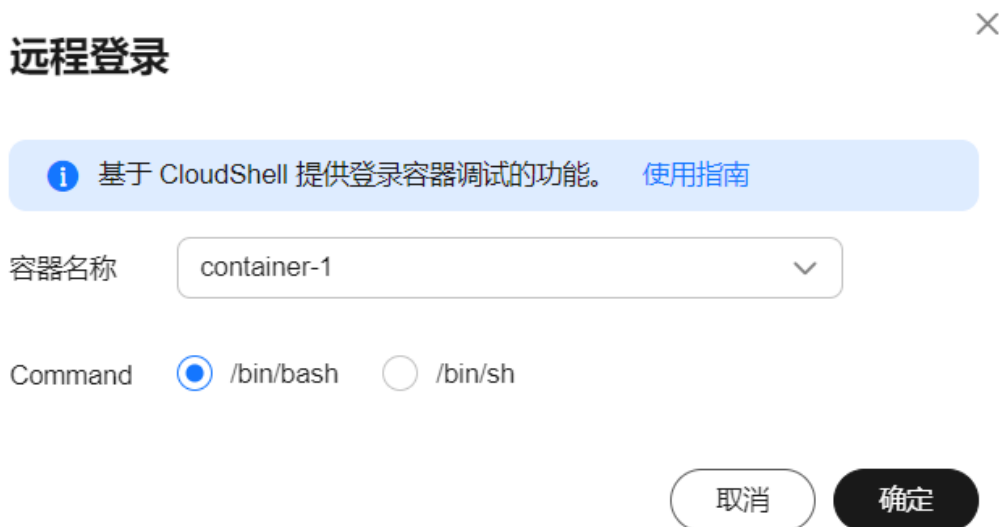 远程登录
基于 CloudShell 提供登录容器调试的功能。 使用指南
容器名称 container-1
Command /bin/bash /bin/sh
取消 确定